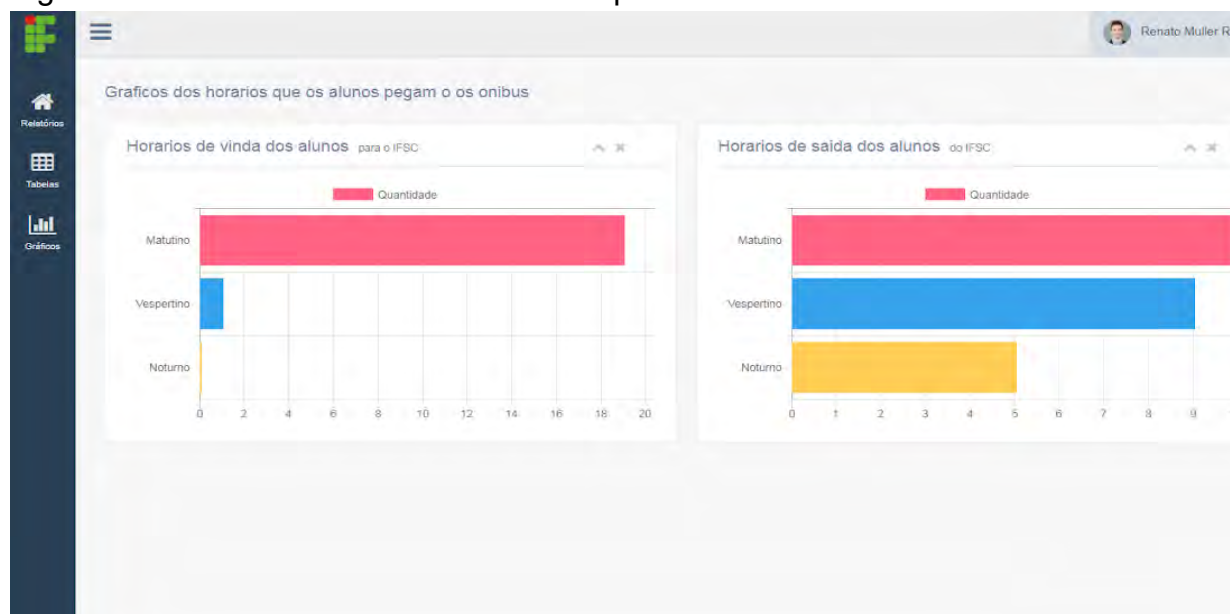 Renato Muller R
Graficos dos horarios que os alunos pegam o os onibus
Relatórios
Tabelas
Gráficos
Horarios de vinda dos alunos para o IFSC
Quantidade
Matutino
Vespertino
Noturno
0 2 4 6 8 10 12 14 16 18 20
Horarios de saida dos alunos do IFSC
Quantidade
Matutino
Vespertino
Noturno
0 1 2 3 4 5 6 7 8 9